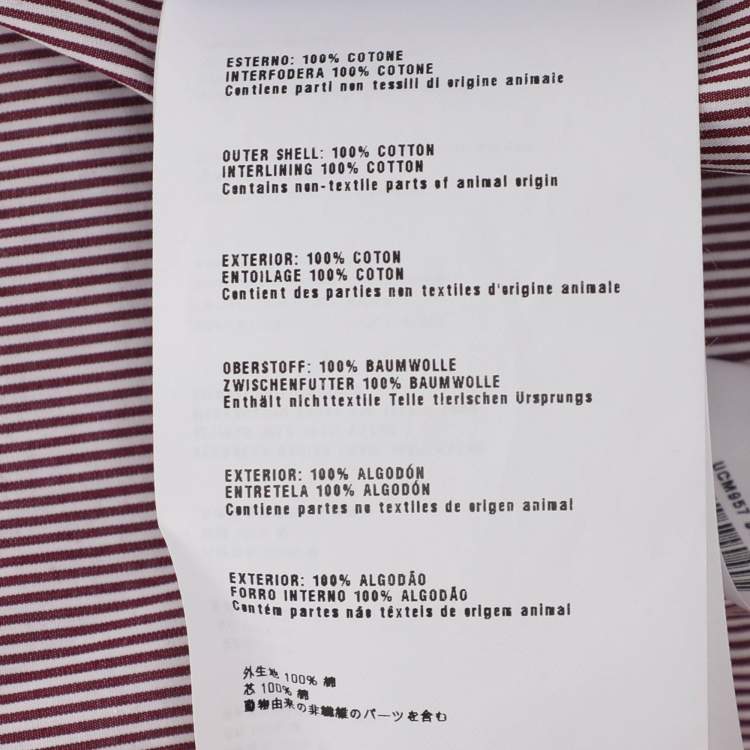 ESTERNO: 100% COTONE
INTERFODERA 100% COTONE
Contiene parti non tessili di origine animale
OUTER SHELL: 100% COTTON
INTERLINING 100% COTTON
Contains non-textile parts of animal origin
EXTERIOR: 100% COTON
ENTOILAGE 100% COTON
Contient des parties non textiles d'origine animale
OBERSTOFF: 100% BAUMWOLLE
ZWISCHENFUTTER 100% BAUMWOLLE
Enthält nichttextile Teile tierischen Ursprungs
EXTERIOR: 100% ALGODÓN
ENTRETELA 100% ALGODÓN
Contiene partes no textiles de origen animal
EXTERIOR: 100% ALGODÃO
FORRO INTERNO 100% ALGODÃO
Contém partes não têxteis de origem animal
外生地 100% 綿
芯 100% 綿
動物由来の非繊維のパーツを含む
UCM957